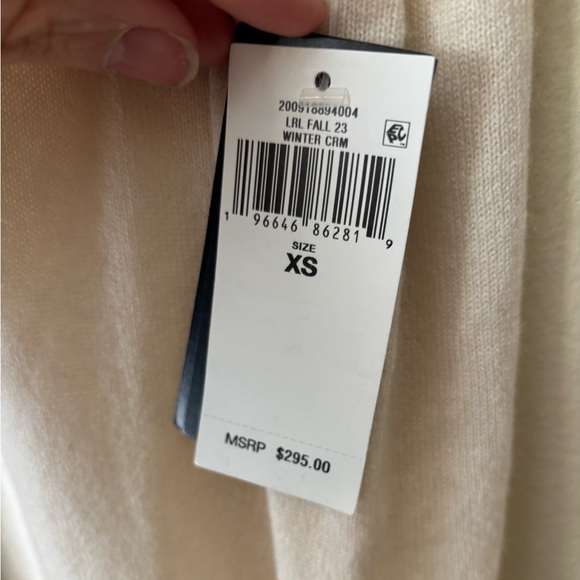 200918894004
LRL FALL 23
WINTER CRM
1 96646 86281 9
SIZE
XS
MSRP $295.00